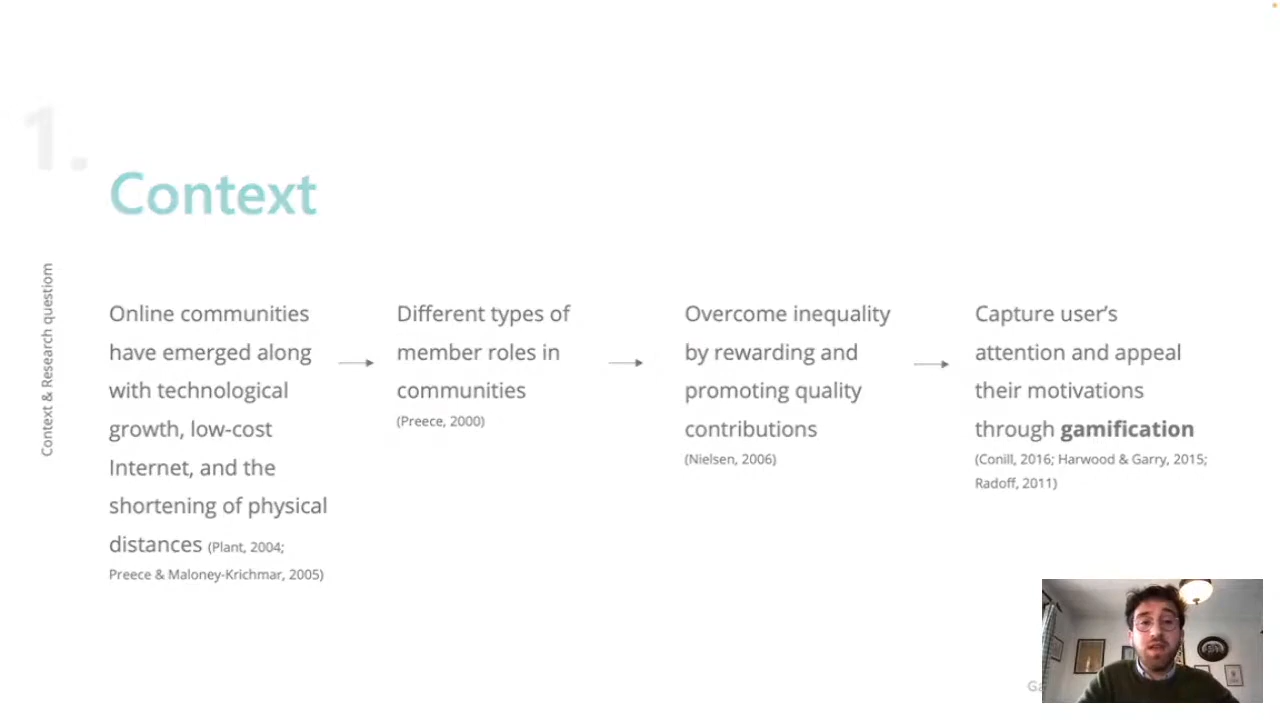 1.
Context
Context & Research questiom
Online communities
have emerged along
with technological
growth, low-cost
Internet, and the
shortening of physical
distances (Plant, 2004;
Preece & Maloney-Krichmar, 2005)
Different types of
member roles in
communities
(Preece, 2000)
Overcome inequality
by rewarding and
promoting quality
contributions
(Nielsen, 2006)
Capture user’s
attention and appeal
their motivations
through gamification
(Conill, 2016; Harwood & Garry, 2015;
Radoff, 2011)